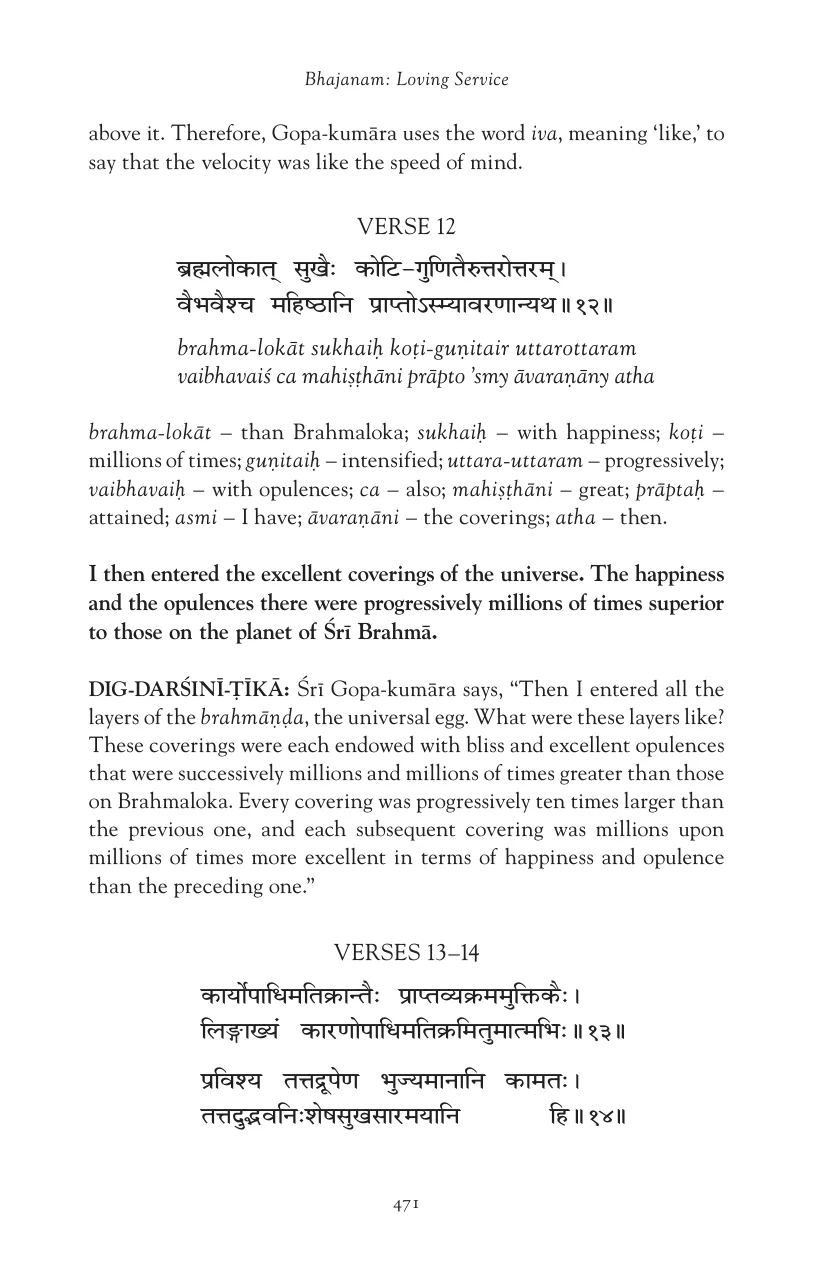 Bhajanam: Loving Service
above it. Therefore, Gopa-kumāra uses the word iva, meaning ‘like,’ to
say that the velocity was like the speed of mind.
VERSE 12
ब्रह्मलोकात् सुखैः कोटि-गुणितैरुत्तरोत्तरम्।
वैभवैश्च महिष्ठानि प्राप्तोऽस्म्यावरणान्यथ॥१२॥
brahma-lokāt sukhaiḥ koṭi-guṇitair uttarottaram
vaibhavaiś ca mahiṣṭhāni prāpto ’smy āvaraṇāny atha
brahma-lokāt – than Brahmaloka; sukhaiḥ – with happiness; koṭi –
millions of times; guṇitaiḥ – intensified; uttara-uttaram – progressively;
vaibhavaiḥ – with opulences; ca – also; mahiṣṭhāni – great; prāptaḥ –
attained; asmi – I have; āvaraṇāni – the coverings; atha – then.
I then entered the excellent coverings of the universe. The happiness
and the opulences there were progressively millions of times superior
to those on the planet of Śrī Brahmā.
DIG-DARŚINĪ-ṬĪKĀ: Śrī Gopa-kumāra says, “Then I entered all the
layers of the brahmāṇḍa, the universal egg. What were these layers like?
These coverings were each endowed with bliss and excellent opulences
that were successively millions and millions of times greater than those
on Brahmaloka. Every covering was progressively ten times larger than
the previous one, and each subsequent covering was millions upon
millions of times more excellent in terms of happiness and opulence
than the preceding one.”
VERSES 13–14
कार्योपाधिमतिक्रान्तैः प्राप्तव्यक्रममुक्तिकैः।
लिङ्गाख्यं कारणोपाधिमतिक्रमितुमात्मभिः॥१३॥
प्रविश्य तत्तद्रूपेण भुज्यमानानि कामतः।
तत्तदुद्भवनिःशेषसुखसारमयानि हि॥१४॥
471